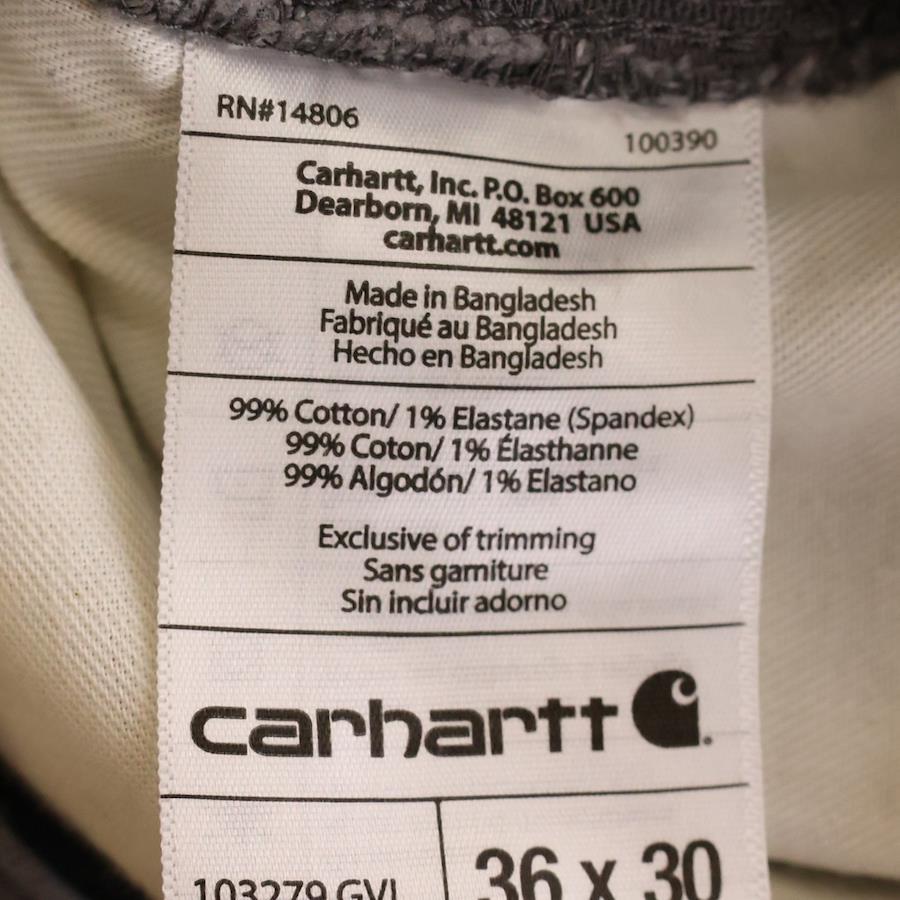 RN#14806
100390
Carhartt, Inc. P.O. Box 600
Dearborn, MI 48121 USA
carhartt.com
Made in Bangladesh
Fabriqué au Bangladesh
Hecho en Bangladesh
99% Cotton/ 1% Elastane (Spandex)
99% Coton/ 1% Élasthanne
99% Algodón/ 1% Elastano
Exclusive of trimming
Sans garniture
Sin incluir adorno
carhartt
103279 GVL 36 x 30